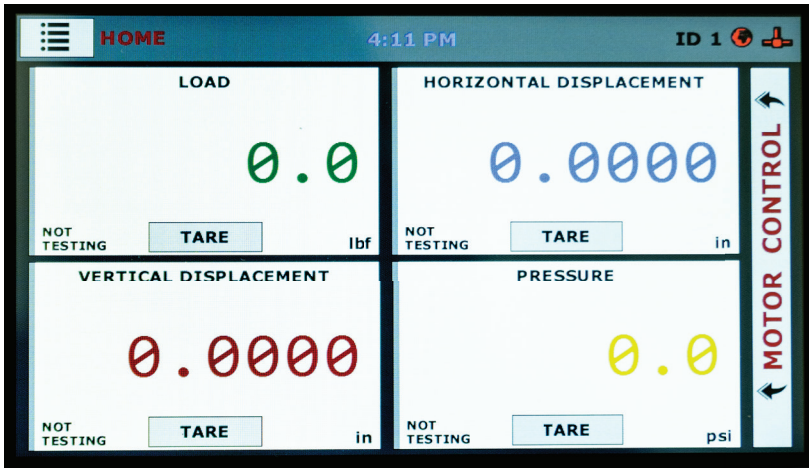 HOME
4:11 PM
ID 1
LOAD
0.0
NOT
TESTING
TARE
lbf
HORIZONTAL DISPLACEMENT
0.0000
NOT
TESTING
TARE
in
VERTICAL DISPLACEMENT
0.0000
NOT
TESTING
TARE
in
PRESSURE
0.0
NOT
TESTING
TARE
psi
MOTOR CONTROL